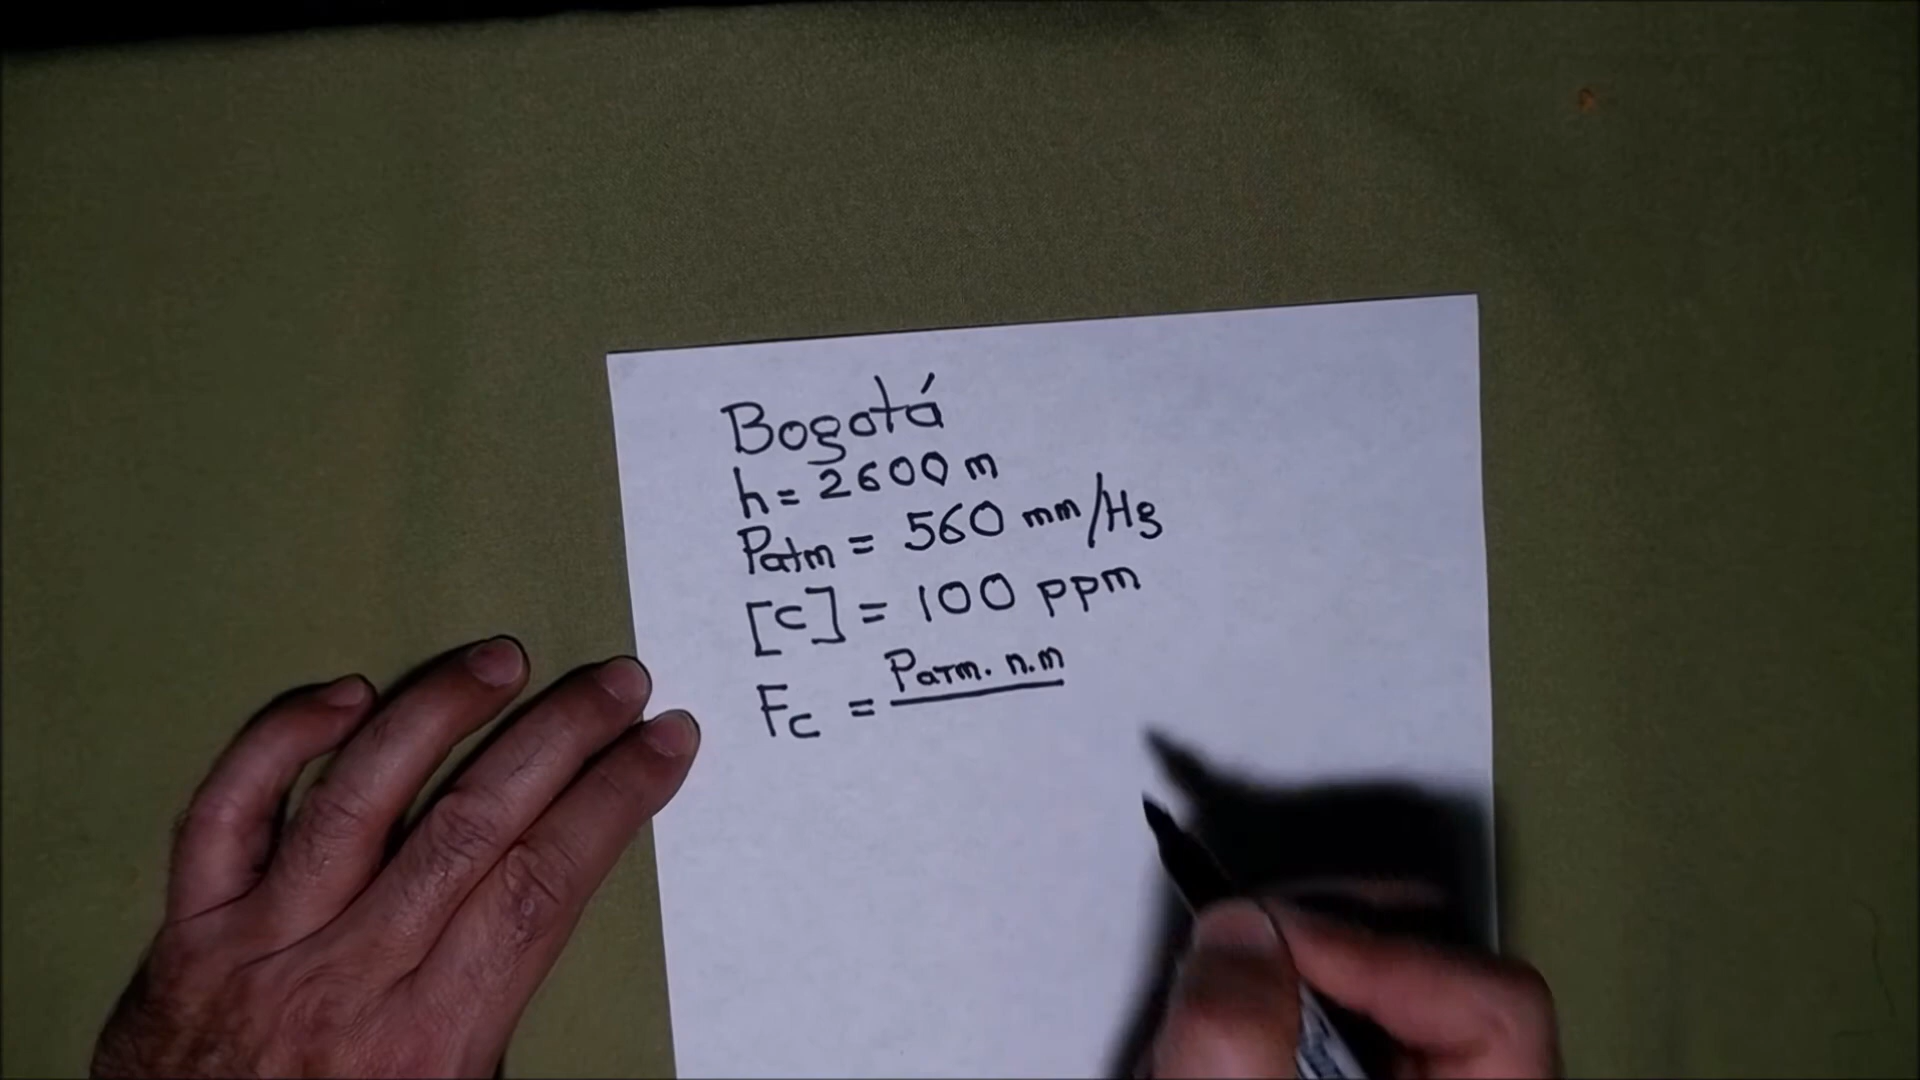 Bogotá
h = 2600 m
Patm = 560 mm/Hg
[c] = 100 ppm
Fc = Patm. n.m